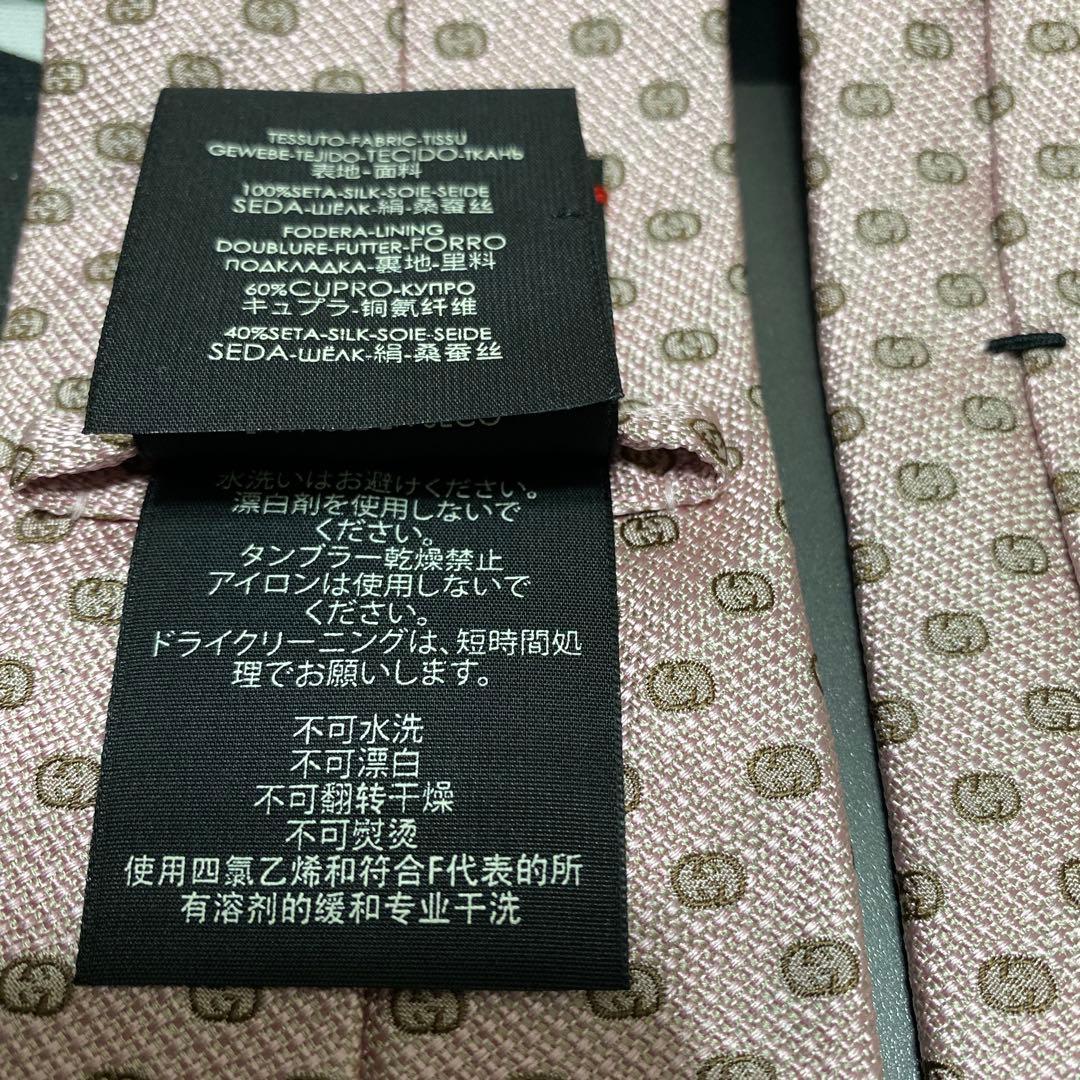 TESSUTO-FABRIC-TISSU
GEWEBE-TEJIDO-TECIDO-ТКАНЬ
表地-面料
100%SETA-SILK-SOIE-SEIDE
SEDA-ШЁЛК-絹-桑蚕丝
FODERA-LINING
DOUBLURE-FUTTER-FORRO
ПОДКЛАДКА-裏地-里料
60%CUPRO-КУПРО
キュプラ-铜氨纤维
40%SETA-SILK-SOIE-SEIDE
SEDA-ШЁЛК-絹-桑蚕丝
水洗いはお避けください。
漂白剤を使用しないで
ください。
タンブラー乾燥禁止
アイロンは使用しないで
ください。
ドライクリーニングは、短時間処
理でお願いします。
不可水洗
不可漂白
不可翻转干燥
不可熨烫
使用四氯乙烯和符合F代表的所
有溶剂的缓和专业干洗